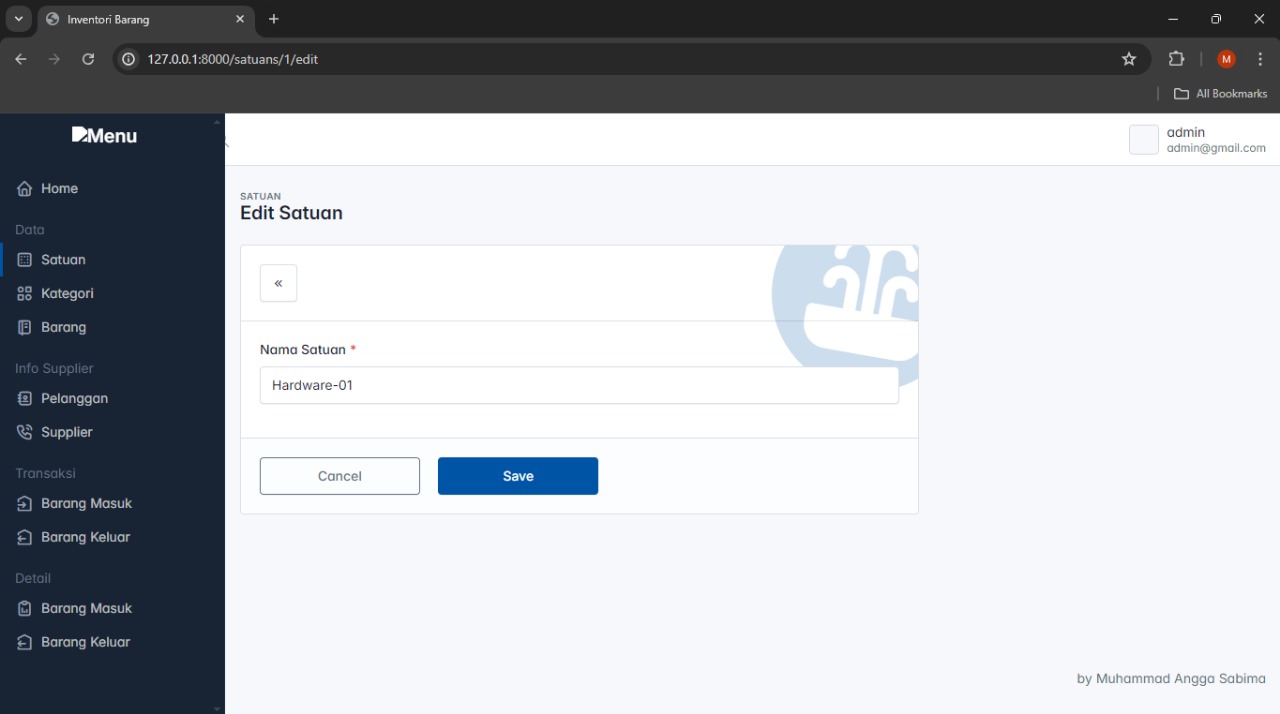 Inventori Barang
127.0.0.1:8000/satuans/1/edit
M
All Bookmarks
Menu
admin
admin@gmail.com
Home
Data
Satuan
Kategori
Barang
Info Supplier
Pelanggan
Supplier
Transaksi
Barang Masuk
Barang Keluar
Detail
Barang Masuk
Barang Keluar
SATUAN
Edit Satuan
«
Nama Satuan *
Hardware-01
Cancel
Save
by Muhammad Angga Sabima